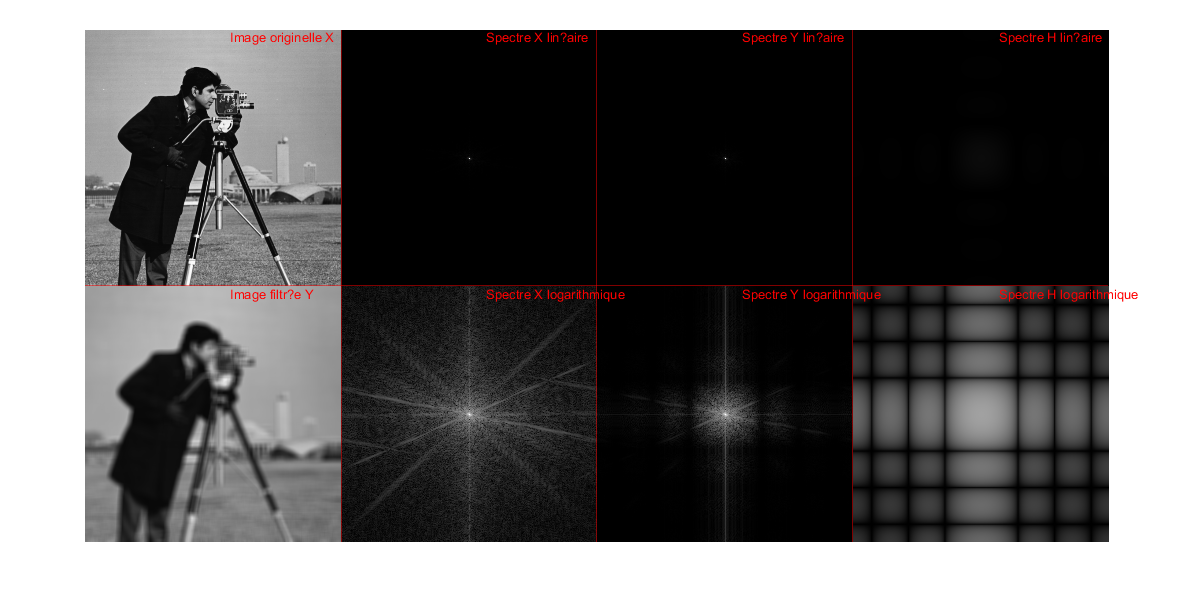 Image originelle X
Spectre X lin?aire
Spectre Y lin?aire
Spectre H lin?aire
Image filtr?e Y
Spectre X logarithmique
Spectre Y logarithmique
Spectre H logarithmique